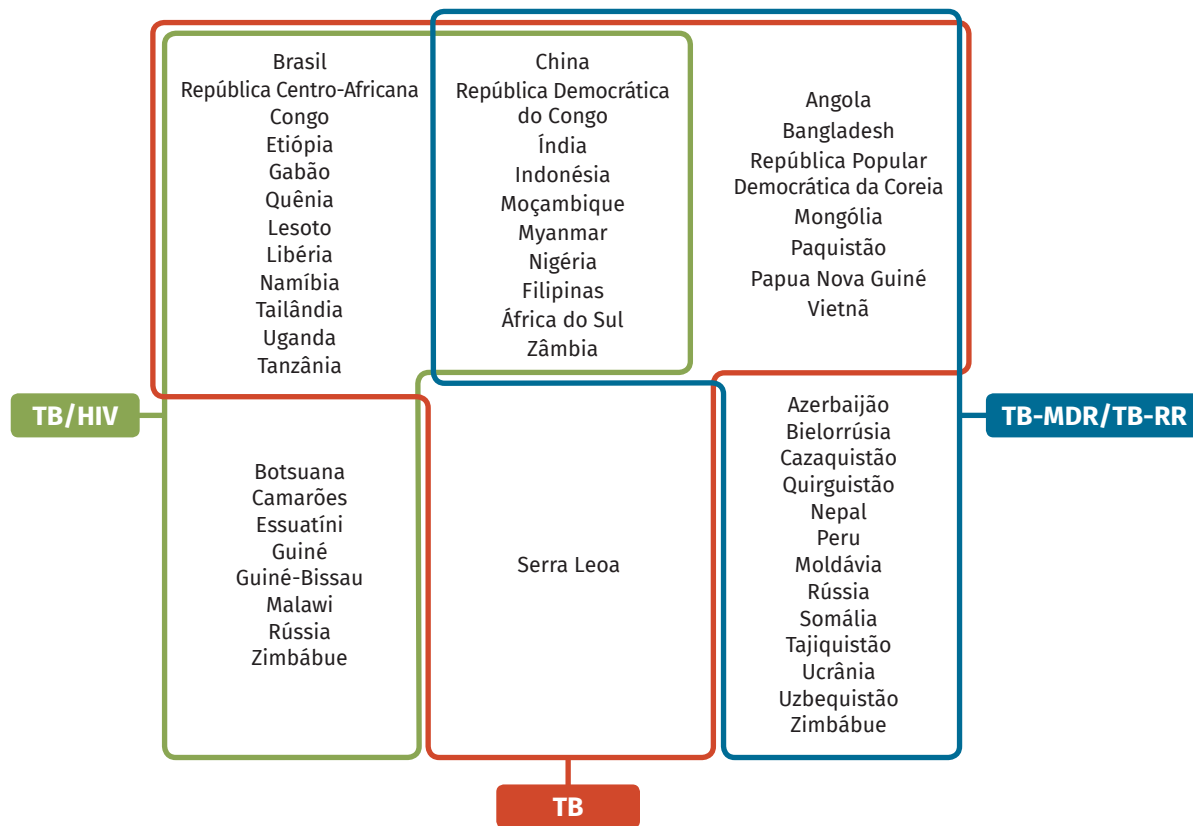 Brasil
República Centro-Africana
Congo
Etiópia
Gabão
Quênia
Lesoto
Libéria
Namíbia
Tailândia
Uganda
Tanzânia
China
República Democrática
do Congo
Índia
Indonésia
Moçambique
Myanmar
Nigéria
Filipinas
África do Sul
Zâmbia
Angola
Bangladesh
República Popular
Democrática da Coreia
Mongólia
Paquistão
Papua Nova Guiné
Vietnã
TB/HIV
TB-MDR/TB-RR
Botsuana
Camarões
Essuatíni
Guiné
Guiné-Bissau
Malawi
Rússia
Zimbábue
Serra Leoa
Azerbaijão
Bielorrúsia
Cazaquistão
Quirguistão
Nepal
Peru
Moldávia
Rússia
Somália
Tajiquistão
Ucrânia
Uzbequistão
Zimbábue
TB